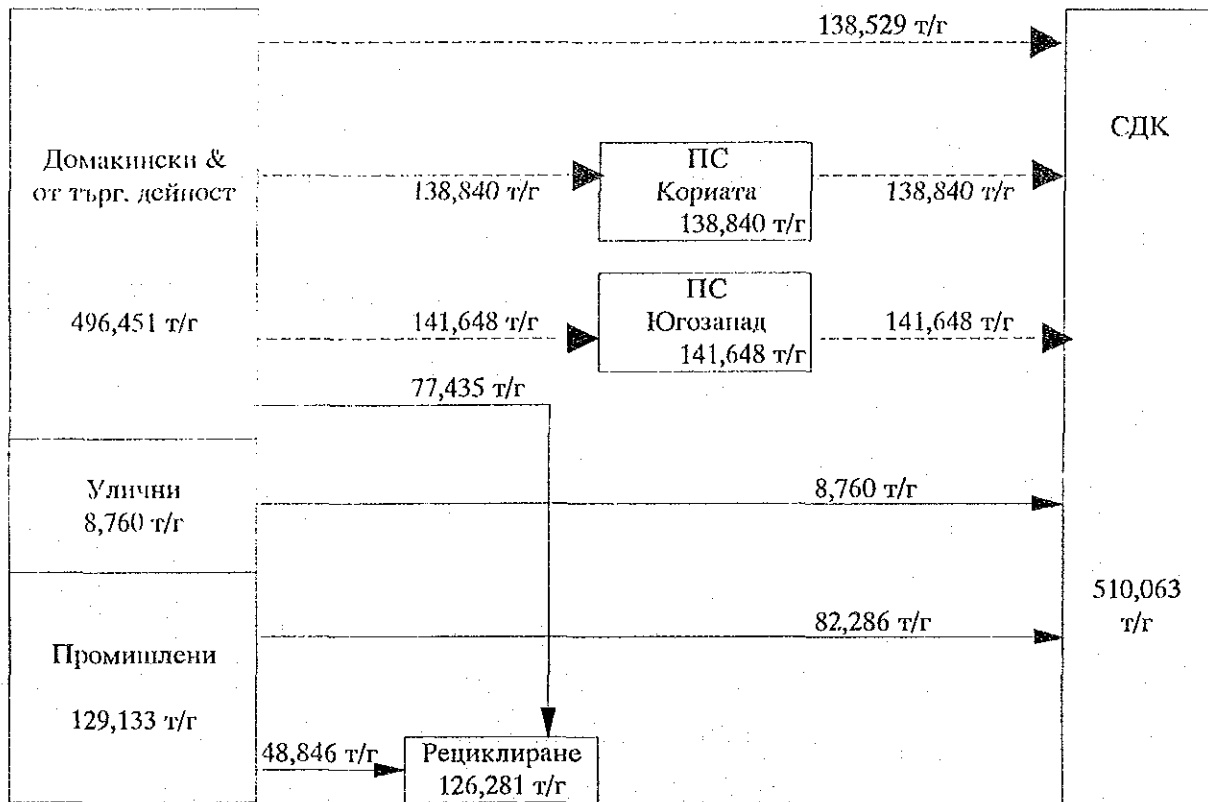 138,529 т/г
СДК
Домакински &
от търг. дейност
496,451 т/г
138,840 т/г
ПС
Кориата
138,840 т/г
138,840 т/г
141,648 т/г
ПС
Югозапад
141,648 т/г
141,648 т/г
77,435 т/г
Улични
8,760 т/г
8,760 т/г
510,063
т/г
82,286 т/г
Промишлени
129,133 т/г
48,846 т/г
Рециклиране
126,281 т/г